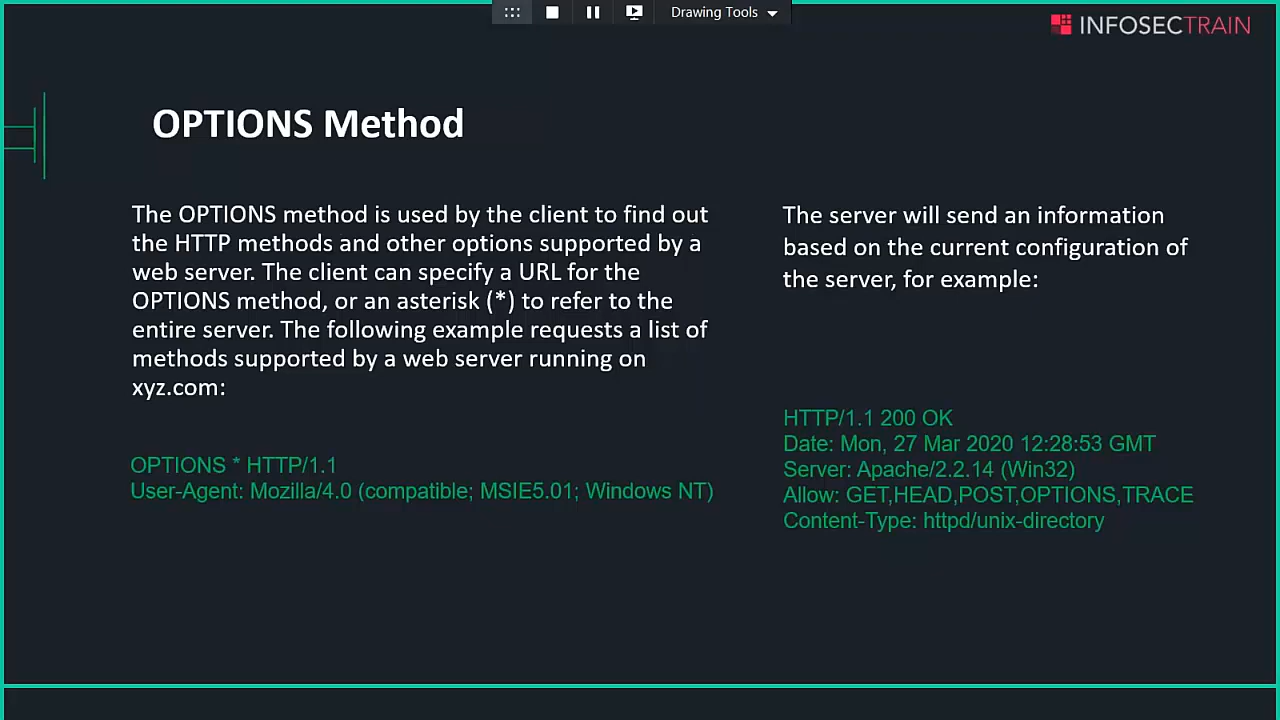 Drawing Tools
INFOSECTRAIN
OPTIONS Method
The OPTIONS method is used by the client to find out
the HTTP methods and other options supported by a
web server. The client can specify a URL for the
OPTIONS method, or an asterisk (*) to refer to the
entire server. The following example requests a list of
methods supported by a web server running on
xyz.com:
OPTIONS * HTTP/1.1
User-Agent: Mozilla/4.0 (compatible; MSIE5.01; Windows NT)
The server will send an information
based on the current configuration of
the server, for example:
HTTP/1.1 200 OK
Date: Mon, 27 Mar 2020 12:28:53 GMT
Server: Apache/2.2.14 (Win32)
Allow: GET,HEAD,POST,OPTIONS,TRACE
Content-Type: httpd/unix-directory